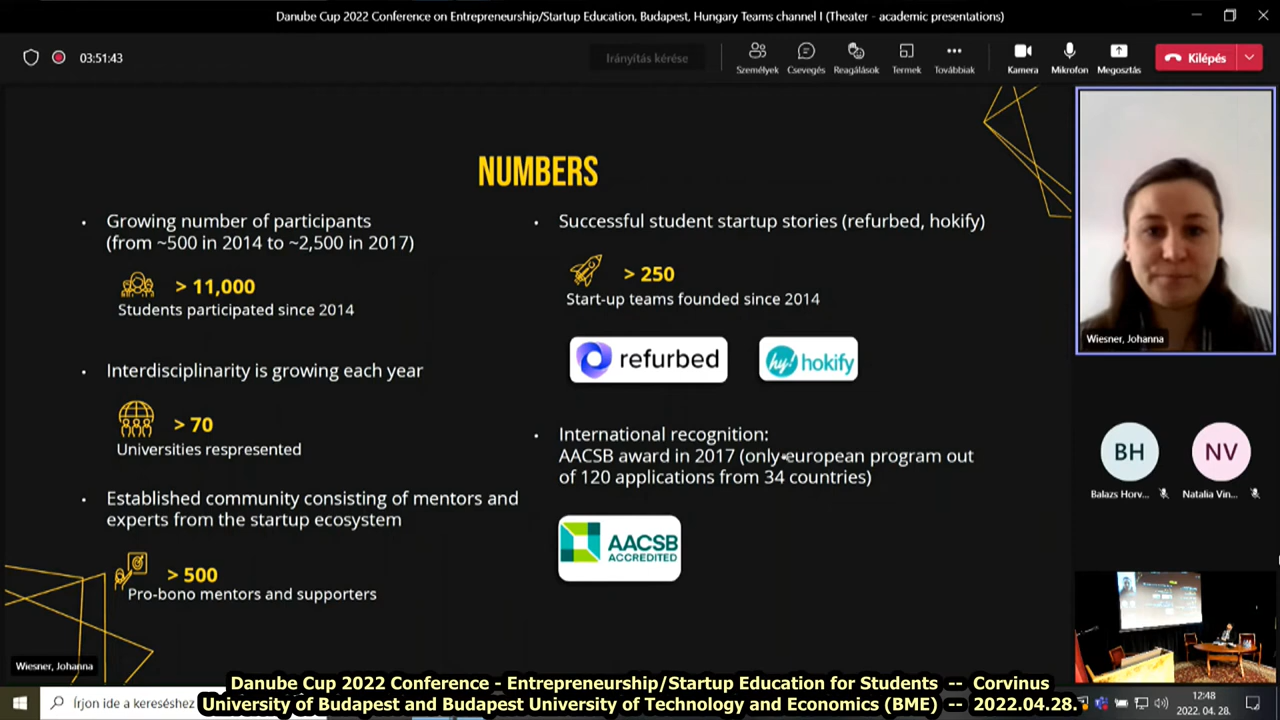 Danube Cup 2022 Conference on Entrepreneurship/Startup Education, Budapest, Hungary Teams channel I (Theater - academic presentations)
03:51:43
Irányítás kérése
Személyek
Csevegés
Reagálások
Termek
Továbbiak
Kamera
Mikrofon
Megosztás
Kilépés
NUMBERS
• Growing number of participants
(from ~500 in 2014 to ~2,500 in 2017)
> 11,000
Students participated since 2014
• Interdisciplinarity is growing each year
> 70
Universities respresented
• Established community consisting of mentors and
experts from the startup ecosystem
> 500
Pro-bono mentors and supporters
• Successful student startup stories (refurbed, hokify)
> 250
Start-up teams founded since 2014
refurbed
hy! hokify
• International recognition:
AACSB award in 2017 (only european program out
of 120 applications from 34 countries)
AACSB
ACCREDITED
Wiesner, Johanna
BH
Balazs Horv...
NV
Natalia Vin...
Wiesner, Johanna
Írjon ide a kereséshez
12:48
2022. 04. 28.
Danube Cup 2022 Conference - Entrepreneurship/Startup Education for Students -- Corvinus
University of Budapest and Budapest University of Technology and Economics (BME) -- 2022.04.28.